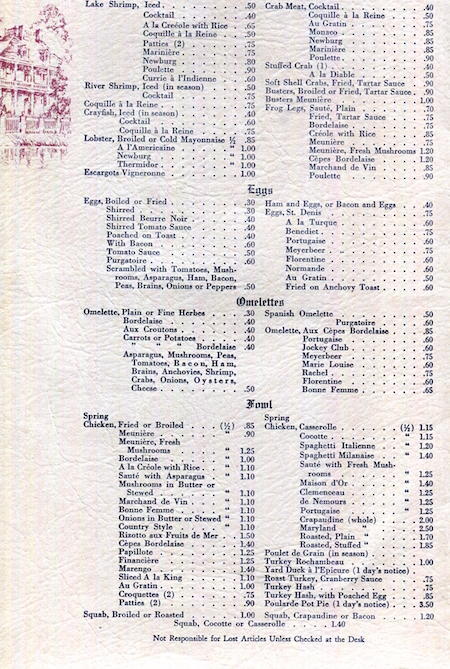 Lake Shrimp, Iced . . . . . .50
Cocktail . . . . . .40
A la Creéole with Rice . .65
Coquille à la Reine . . . .50
Patties (2) . . . . . .75
Marinière . . . . . .75
Newburg . . . . . .80
Poulette . . . . . .90
Currie à l'Indienne . . . .60
River Shrimp, Iced (in season) . .50
Cocktail . . . . . .75
Coquille à la Reine . . . . .75
Crayfish, Iced (in season) . . .40
Cocktail . . . . . .60
Coquille à la Reine . . . .75
Lobster, Broiled or Cold Mayonnaise ½ .85
A l'Americaine . . " 1.00
Newburg . . . " 1.00
Thermidor . . . " 1.00
Escargots Vigneronne . . . . 1.00
Crab Meat, Cocktail . . . . .40
Coquille à la Reine . . . .50
Au Gratin . . . . . .75
Monaco . . . . . .85
Newburg . . . . . .85
Marinière . . . . . .85
Poulette . . . . . .90
Stuffed Crab (1) . . . . .40
A la Diable . . . . .50
Soft Shell Crabs, Fried, Tartar Sauce .90
Busters, Broiled or Fried, Tartar Sauce .90
Busters Meunière . . . . . 1.00
Frog Legs, Sauté, Plain . . . .70
Fried, Tartar Sauce . . . .75
Bordelaise . . . . . .75
Créole with Rice . . . . .85
Meunière . . . . . .75
Meunière, Fresh Mushrooms 1.20
Cèpes Bordelaise . . . . 1.20
Marchand de Vin . . . . .85
Poulette . . . . . .90
Eggs
Eggs, Boiled or Fried . . . . .30
Shirred . . . . . .30
Shirred Beurre Noir . . . .40
Shirred Tomato Sauce . . . .40
Poached on Toast . . . . .40
With Bacon . . . . . .60
Tomato Sauce . . . . .50
Purgatoire . . . . . .60
Scrambled with Tomatoes, Mush-
rooms, Asparagus, Ham, Bacon,
Peas, Brains, Onions or Peppers .50
Ham and Eggs, or Bacon and Eggs .40
Eggs, St. Denis . . . . . .75
A la Turque . . . . . .60
Benedict . . . . . .75
Portugaise . . . . . .60
Meyerbeer . . . . . .75
Florentine . . . . . .60
Normande . . . . . .60
Au Gratin . . . . . .50
Fried on Anchovy Toast . . . .60
Omelettes
Omelette, Plain or Fine Herbes . . .30
Bordelaise . . . . . .40
Aux Croutons . . . . .40
Carrots or Potatoes . . . .40
" " " Bordelaise .40
Asparagus, Mushrooms, Peas,
Tomatoes, Bacon, Ham,
Brains, Anchovies, Shrimp,
Crabs, Onions, Oysters,
Cheese . . . . . . .50
Spanish Omelette . . . . .50
Purgatoire . . . . . .60
Omelette, Aux Cèpes Bordelaise . . .85
Portugaise . . . . . .60
Jockey Club . . . . . .60
Meyerbeer . . . . . .75
Marie Louise . . . . . .60
Rachel . . . . . .75
Florentine . . . . . .60
Bonne Femme . . . . . .65
Fowl
Spring
Chicken, Fried or Broiled . . (½) .85
Meunière . . . . " .90
Meunière, Fresh
Mushrooms . . . " 1.25
Bordelaise . . . " 1.00
A la Créole with Rice . . " 1.10
Sauté with Asparagus . . " 1.10
Mushrooms in Butter or
Stewed . . . . " 1.10
Marchand de Vin . . " 1.10
Bonne Femme . . . " 1.10
Onions in Butter or Stewed " 1.10
Country Style . . . " 1.10
Rizotto aux Fruits de Mer . . 1.50
Cèpes Bordelaise . . . . 1.40
Papillote . . . . . 1.25
Financière . . . . . 1.25
Marengo . . . . . 1.40
Sliced A la King . . . . 1.10
Au Gratin . . . . . 1.00
Croquettes (2) . . . . .75
Patties (2) . . . . . .90
Squab, Broiled or Roasted . . . 1.00
Spring
Chicken, Casserolle . . . (½) 1.15
Cocotte . . . . " 1.15
Spaghetti Italienne . . " 1.20
Spaghetti Milanaise . . " 1.40
Sauté with Fresh Mush-
rooms . . . . " 1.25
Maison d'Or . . . " 1.40
Clemenceau . . . " 1.25
de Nemours . . . " 1.25
Portugaise . . . " 1.25
Crapaudine (whole) . . . 2.00
Maryland . . . . . 2.50
Roasted, Plain . . . " 1.70
Roasted, Stuffed " . . . 1.85
Poulet de Grain (in season) . . .
Turkey Rochambeau . . . . 1.00
Yard Duck à l'Epicure (1 day's notice) . .
Roast Turkey, Cranberry Sauce . . .75
Turkey Hash . . . . . .75
Turkey Hash, with Poached Egg . . .85
Poularde Pot Pie (1 day's notice) . . 3.50
Squab, Crapaudine or Bacon . . . 1.20
Squab, Cocotte or Casserolle . . . . 1.40
Not Responsible for Lost Articles Unless Checked at the Desk